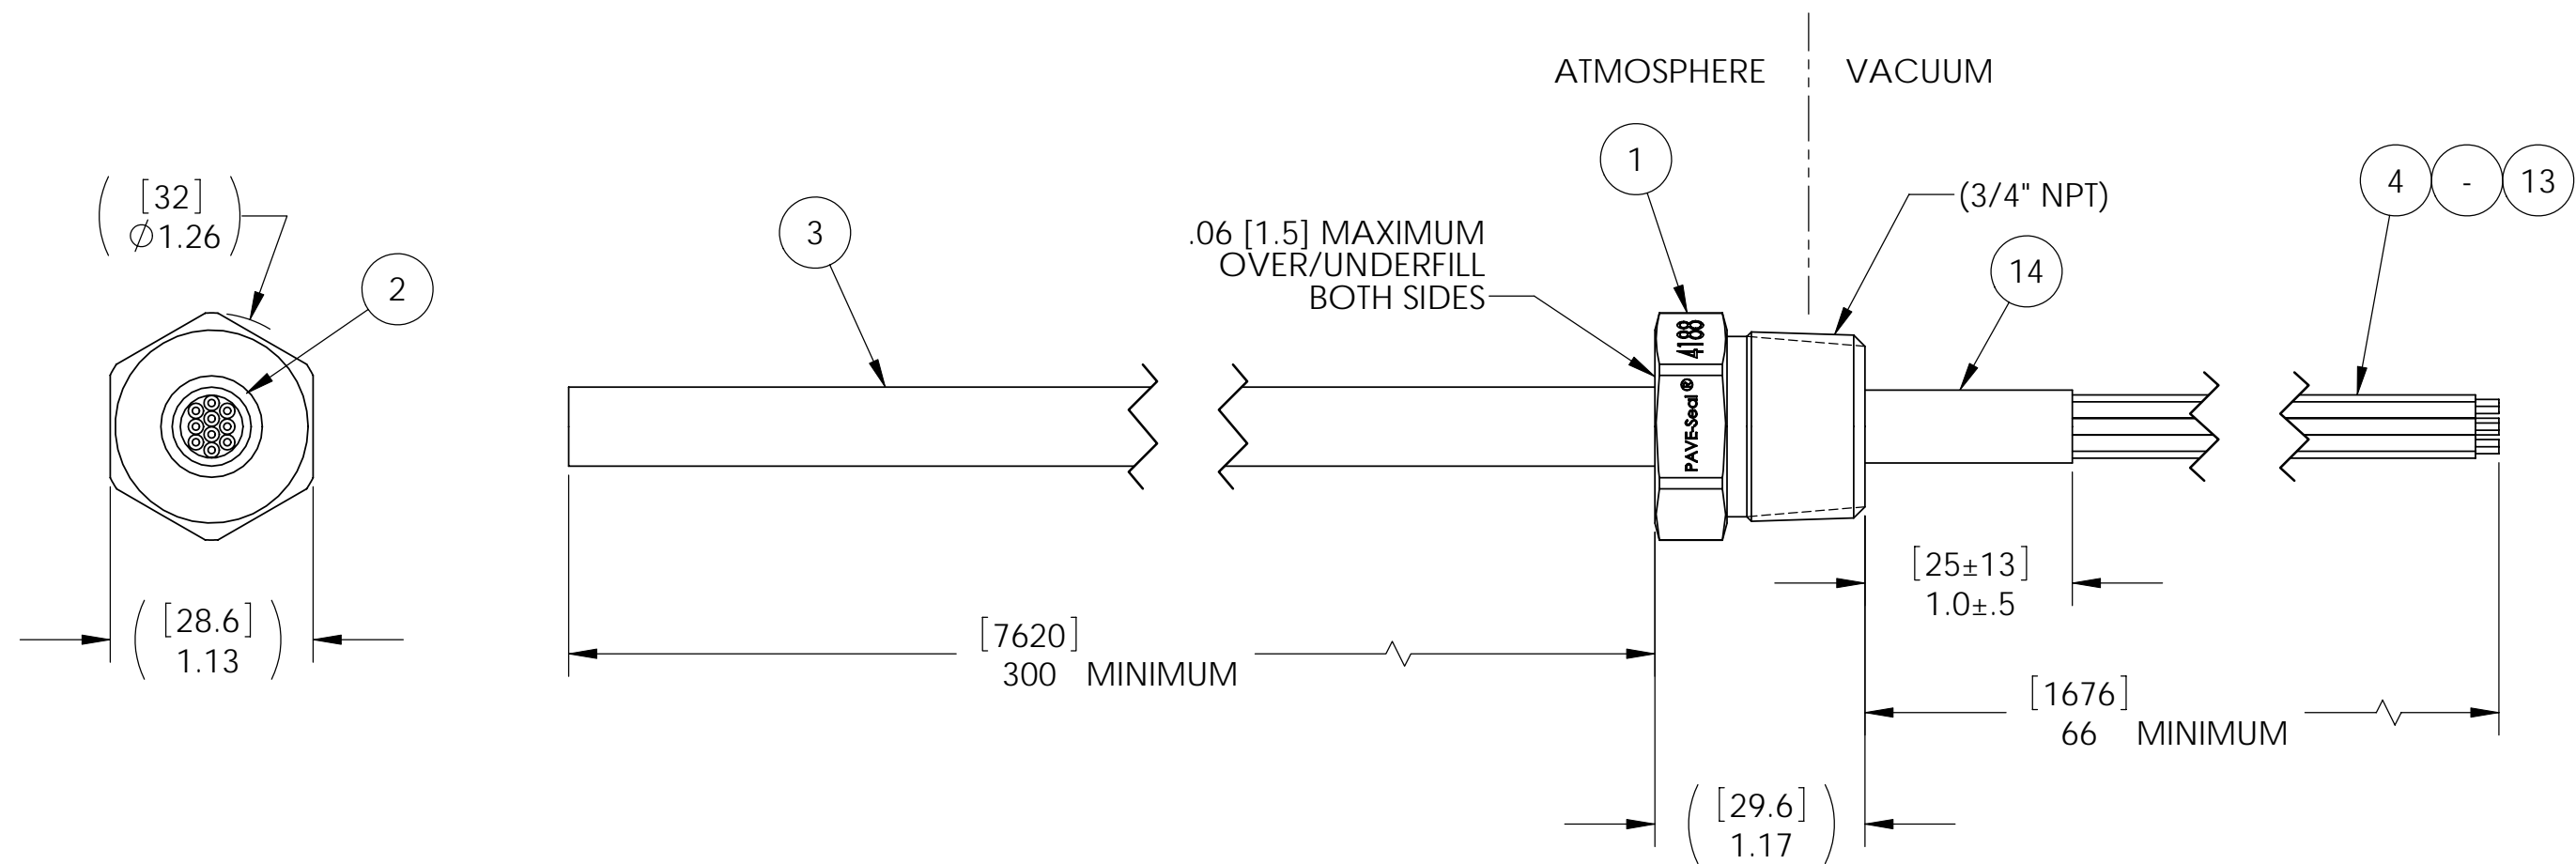 ATMOSPHERE
VACUUM
1
4 - 13
(3/4" NPT)
([32]
Ø1.26)
3
.06 [1.5] MAXIMUM
OVER/UNDERFILL
BOTH SIDES
14
2
4188
PAVE-Seal®
[25±13]
1.0±.5
([28.6]
1.13)
[7620]
300 MINIMUM
[1676]
66 MINIMUM
([29.6]
1.17)